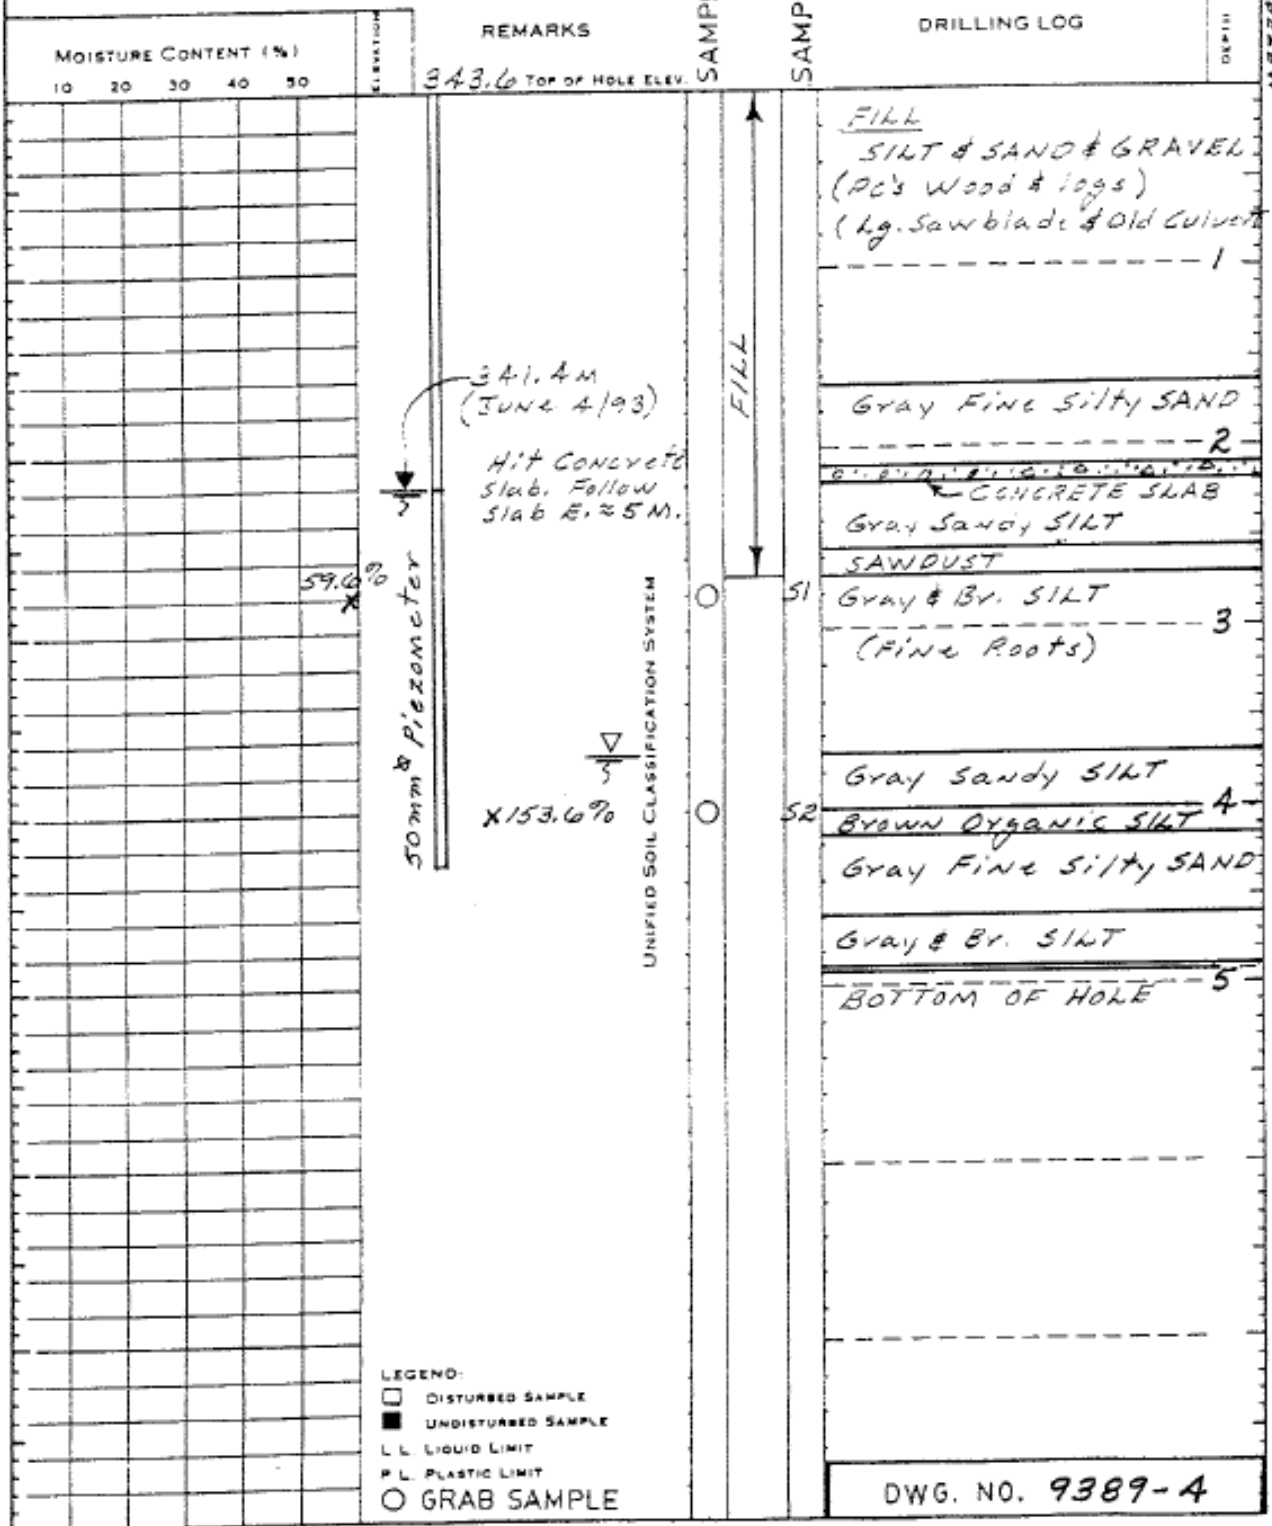 MOISTURE CONTENT (%)
10 20 30 40 50
ELEVATION
REMARKS
343.6 TOP OF HOLE ELEV.
SAMP
SAMP
DRILLING LOG
DEPTH
FILL
SILT & SAND & GRAVEL
(Pc's Wood & logs)
(Lg. Sawblade & Old Culvert
1
341.4 M
(JUNE 4/93)
FILL
Gray Fine Silty SAND
2
Hit Concrete
Slab. Follow
Slab E. ≈ 5 M.
CONCRETE SLAB
Gray Sandy SILT
SAWDUST
59.6%
X
S1
Gray & Br. SILT
3
(Fine Roots)
50mm ø Piezometer
UNIFIED SOIL CLASSIFICATION SYSTEM
Gray Sandy SILT
4
X153.6%
S2
Brown Organic SILT
Gray Fine Silty SAND
Gray & Br. SILT
5
BOTTOM OF HOLE
LEGEND:
DISTURBED SAMPLE
UNDISTURBED SAMPLE
L.L. LIQUID LIMIT
P.L. PLASTIC LIMIT
GRAB SAMPLE
DWG. NO. 9389-A